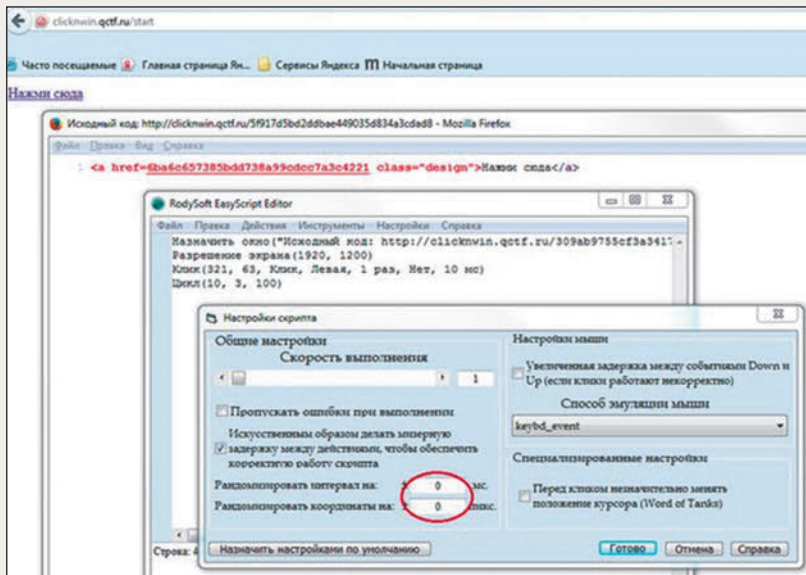 clicknwin.qctf.ru/start
Часто посещаемые Главная страница Ян... Сервисы Яндекса Начальная страница
Нажми сюда
Исходный код: http://clicknwin.qctf.ru/5f917d5bd2ddbae449035d834a3cdad8 - Mozilla Firefox
Файл Правка Вид Справка
1 <a href=6ba6c657385bdd738a99cdcc7a3c4221 class="design">Нажми сюда</a>
RodySoft EasyScript Editor
Файл Правка Действия Инструменты Настройки Справка
Назначить окно("Исходный код: http://clicknwin.qctf.ru/309ab9755cf3a3417
Разрешение экрана(1920, 1200)
Клик(321, 63, Клик, Левая, 1 раз, Нет, 10 мс)
Цикл(10, 3, 100)
Настройки скрипта
Общие настройки
Скорость выполнения
1
Пропускать ошибки при выполнении
Искусственным образом делать мизерную
задержку между действиями, чтобы обеспечить
корректную работу скрипта
Рандомизировать интервал на: ± 0 мс.
Рандомизировать координаты на: ± 0 пикс.
Назначить настройками по умолчанию
Настройки мыши
Увеличенная задержка между событиями Down и
Up (если клики работают некорректно)
Способ эмуляции мыши
keybd_event
Специализированные настройки
Перед кликом незначительно менять
положение курсора (Word of Tanks)
Готово Отмена Справка
Строка: